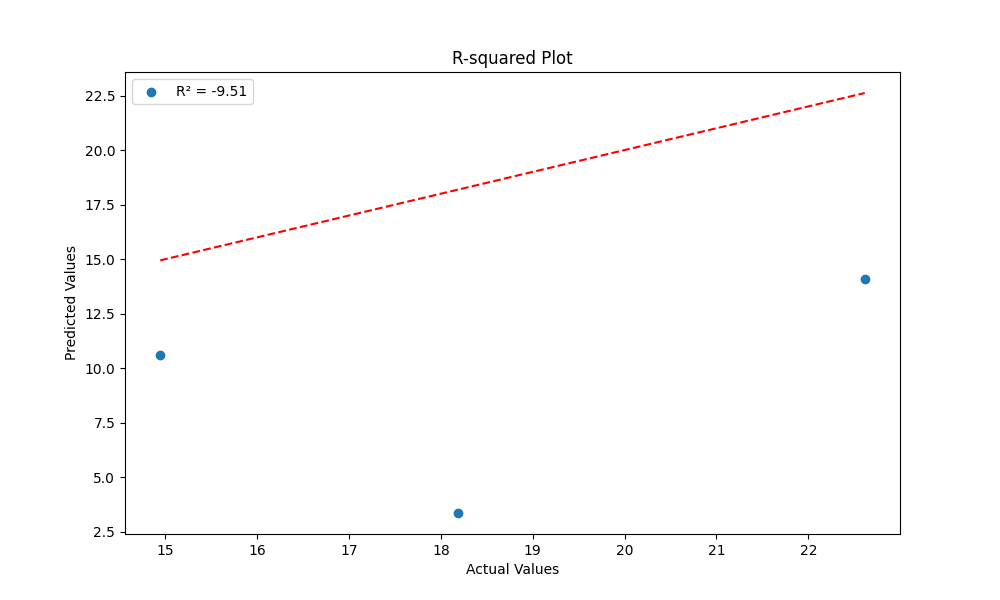 R-squared Plot
R² = -9.51
22.5
20.0
17.5
15.0
12.5
10.0
7.5
5.0
2.5
Predicted Values
15 16 17 18 19 20 21 22
Actual Values